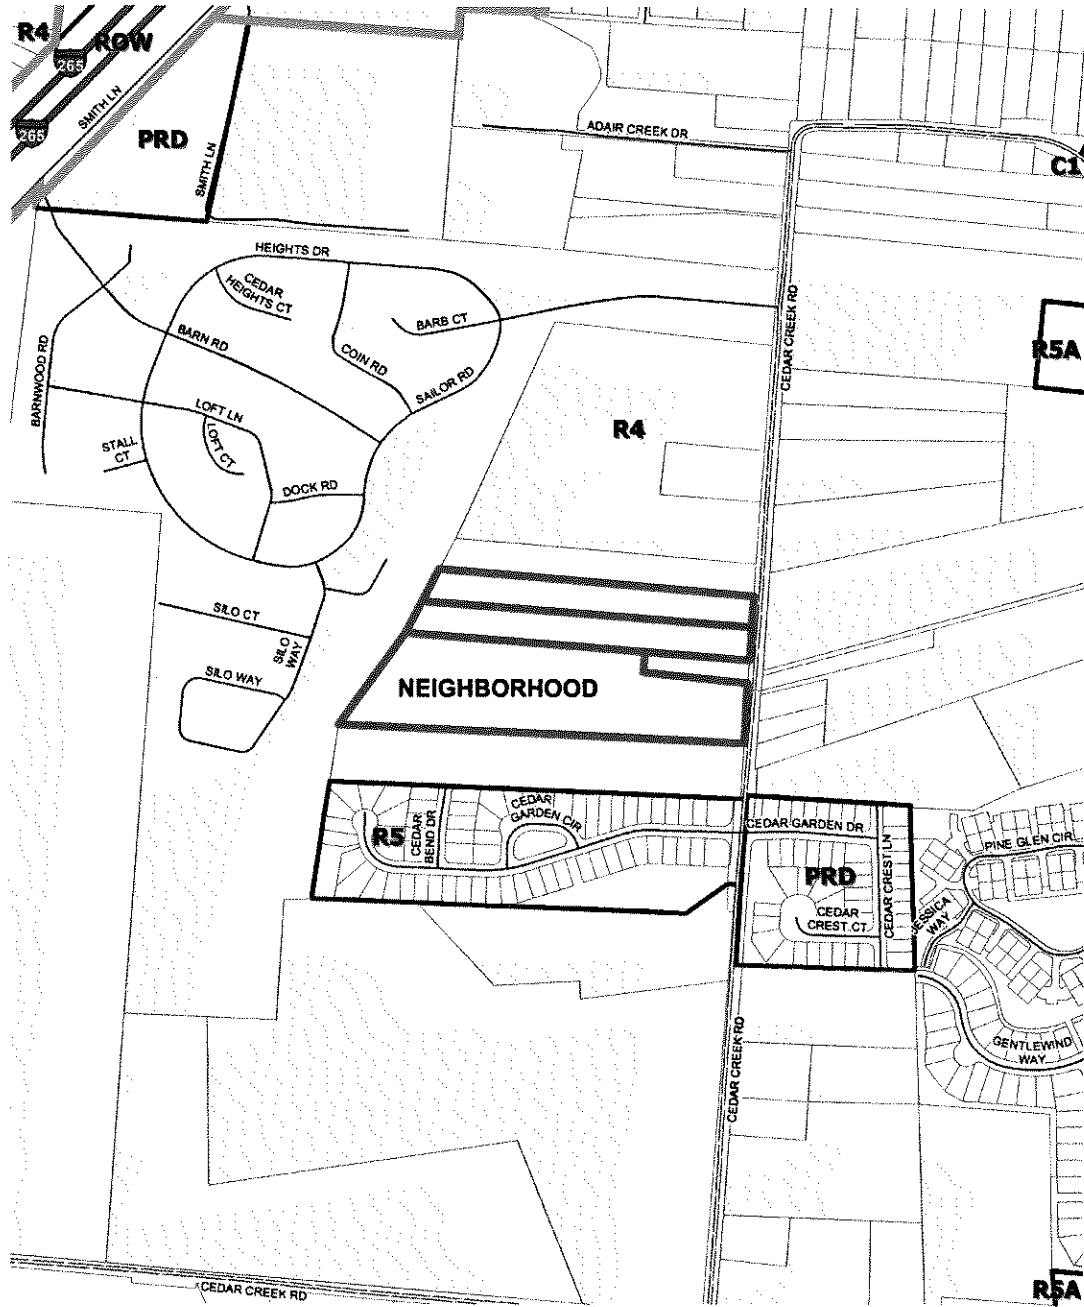 R4
ROW
265
SMITH LN
265
PRD
SMITH LN
ADAIR CREEK DR
C1
HEIGHTS DR
CEDAR
HEIGHTS CT
BARB CT
COIN RD
BARN RD
SAILOR RD
BARNWOOD RD
CEDAR CREEK RD
R5A
LOFT LN
LOFT CT
STALL
CT
R4
DOCK RD
SILO CT
SILO
WAY
SILO WAY
NEIGHBORHOOD
CEDAR
GARDEN CIR
R5
CEDAR
BEND DR
CEDAR GARDEN DR
CEDAR CREST LN
PINE GLEN CIR
PRD
CEDAR
CREST CT
JESSICA
WAY
CEDAR CREEK RD
GENTLEWIND
WAY
CEDAR CREEK RD
R5A